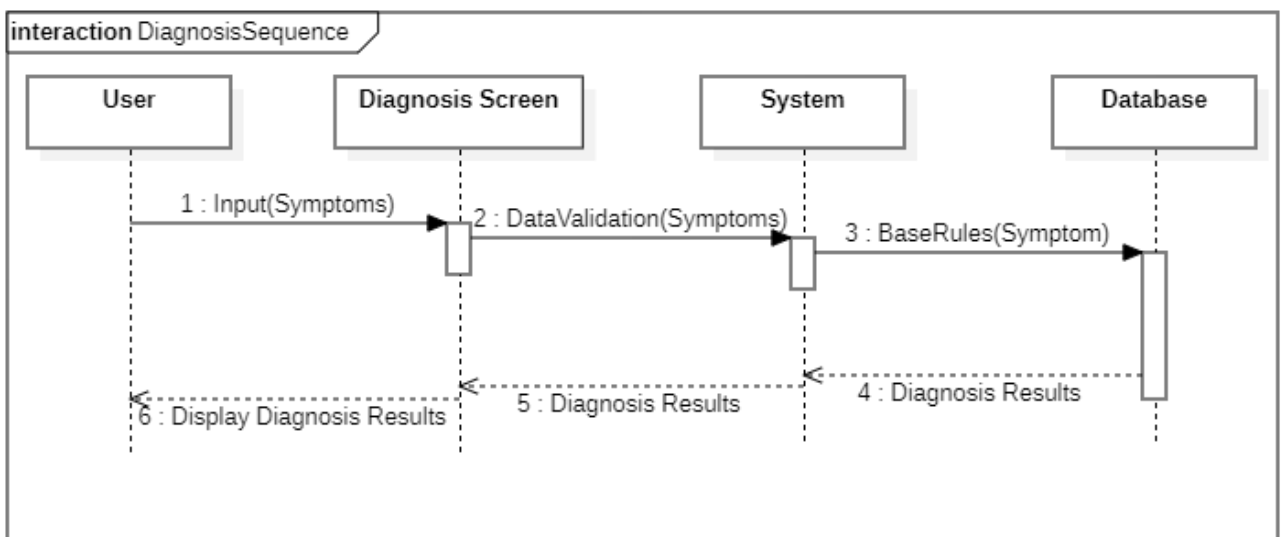 interaction DiagnosisSequence
User
Diagnosis Screen
System
Database
1 : Input(Symptoms)
2 : DataValidation(Symptoms)
3 : BaseRules(Symptom)
4 : Diagnosis Results
5 : Diagnosis Results
6 : Display Diagnosis Results